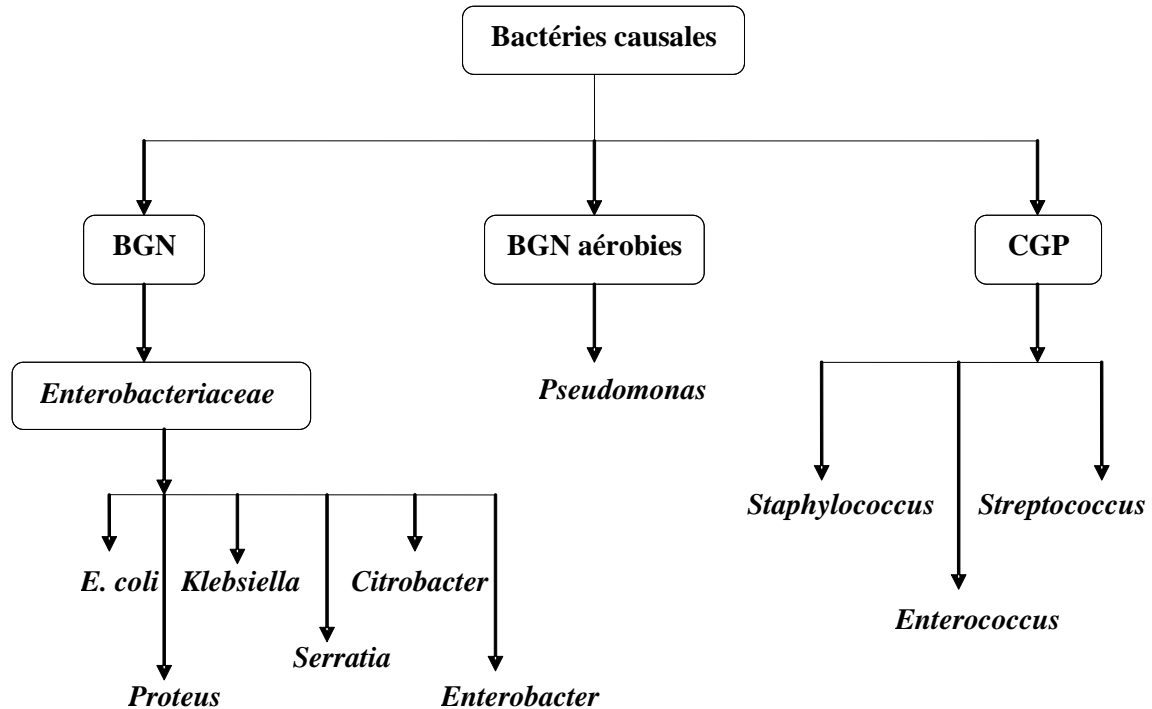 Bactéries causales
BGN
BGN aérobies
CGP
Enterobacteriaceae
Pseudomonas
Staphylococcus
Streptococcus
E. coli
Klebsiella
Citrobacter
Enterococcus
Serratia
Proteus
Enterobacter